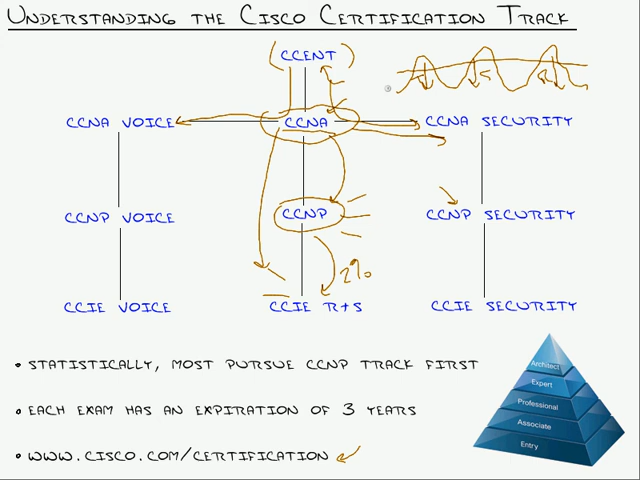 Understanding the Cisco Certification Track
(CCENT)
CCNA VOICE
CCNA
CCNA SECURITY
CCNP VOICE
CCNP
CCNP SECURITY
2%
CCIE VOICE
CCIE R+S
CCIE SECURITY
• STATISTICALLY, MOST PURSUE CCNP TRACK FIRST
• EACH EXAM HAS AN EXPIRATION OF 3 YEARS
• WWW.CISCO.COM/CERTIFICATION
Architect
Expert
Professional
Associate
Entry